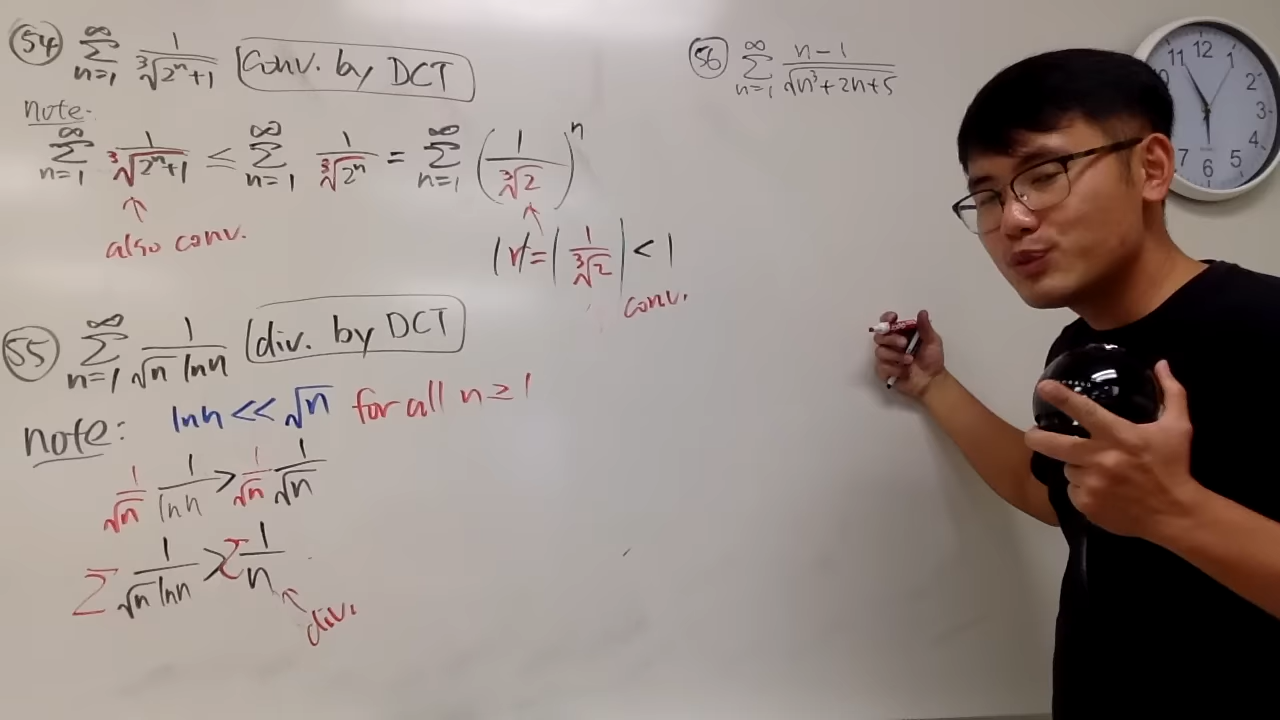 54 ∑_{n=1}^{∞} 1/∛(2ⁿ+1) Conv. by DCT
note.
∑_{n=1}^{∞} 1/∛(2ⁿ+1) ≤ ∑_{n=1}^{∞} 1/∛(2ⁿ) = ∑_{n=1}^{∞} (1/∛2)ⁿ
↑ ↑
also conv.
|r|=|1/∛2| < 1
conv.
55 ∑_{n=1}^{∞} 1/(√n ln n) div. by DCT
note: ln n << √n for all n ≥ 1
1/√n 1/ln n > 1/√n 1/√n
∑ 1/(√n ln n) > ∑ 1/n
div.
56 ∑_{n=1}^{∞} (n-1)/√(n³+2n+5)
11 12 1
2
3
4
5
6
7